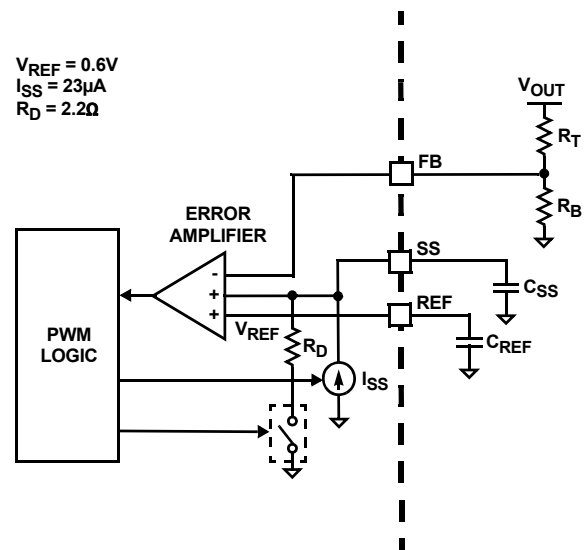 V_REF = 0.6V
I_SS = 23µA
R_D = 2.2Ω
V_OUT
R_T
FB
R_B
ERROR
AMPLIFIER
SS
-
+
C_SS
+
REF
V_REF
PWM
LOGIC
R_D
C_REF
I_SS